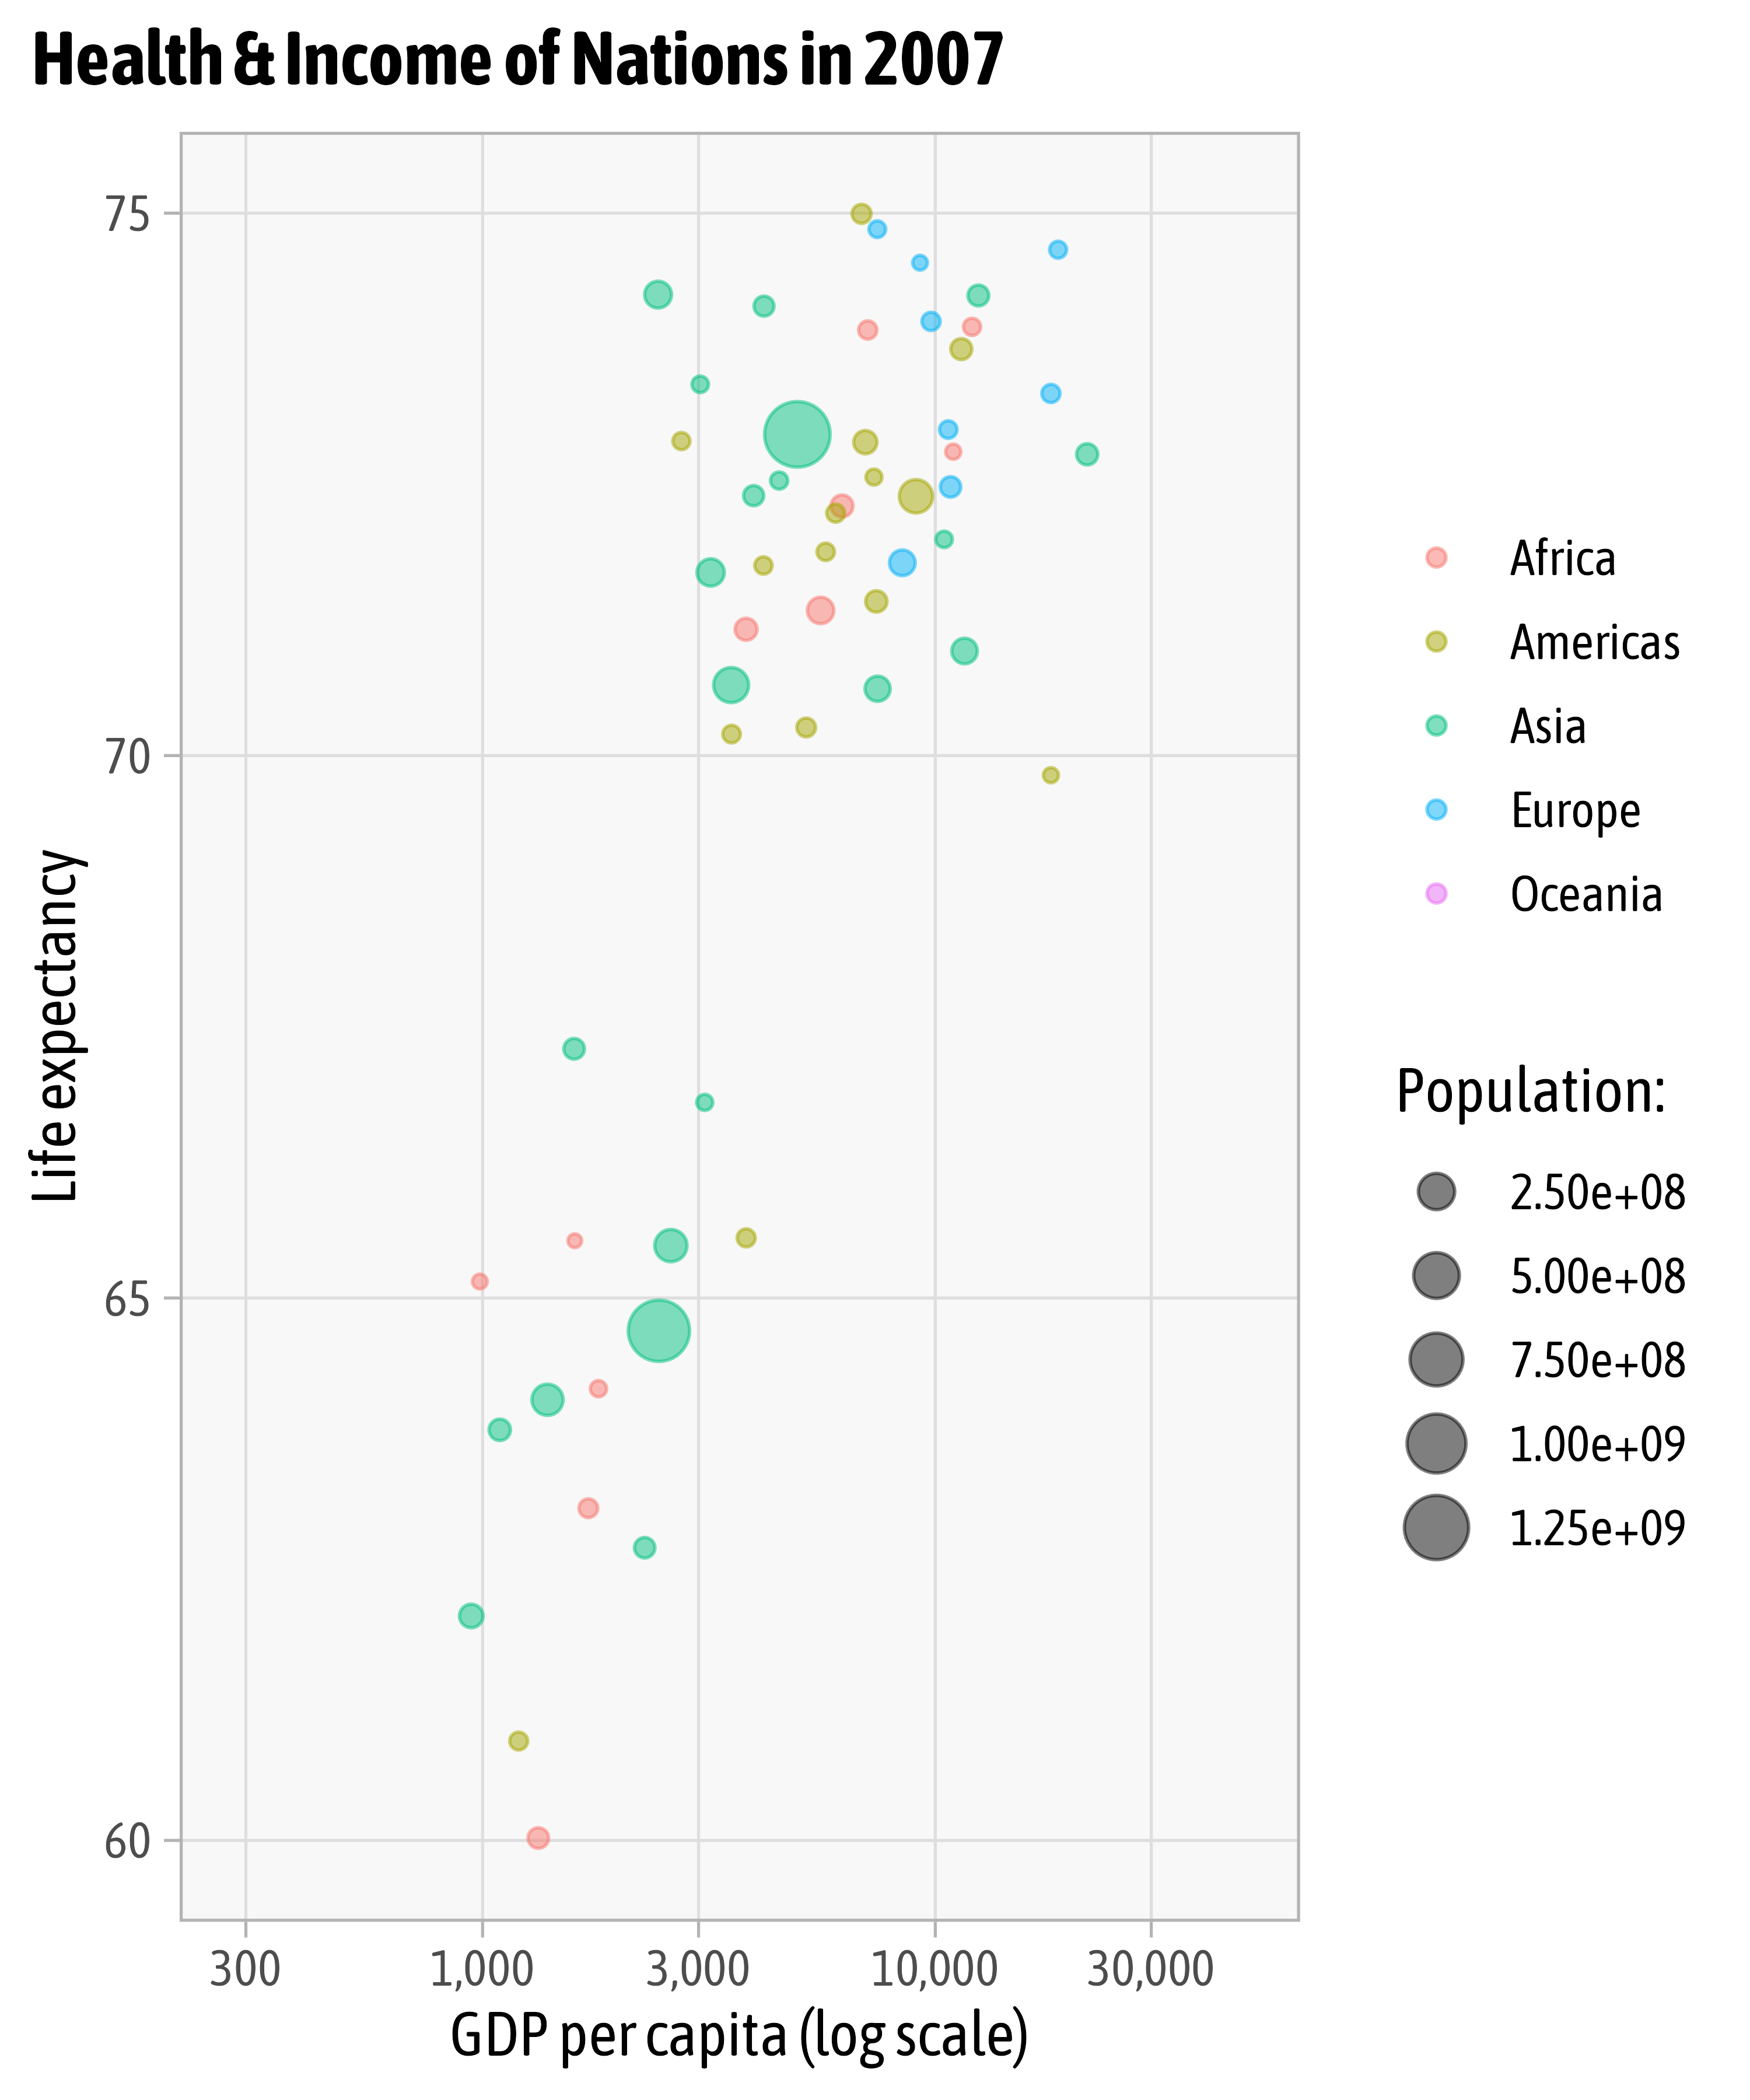 Health & Income of Nations in 2007
75
70
65
60
Life expectancy
300 1,000 3,000 10,000 30,000
GDP per capita (log scale)
Africa
Americas
Asia
Europe
Oceania
Population:
2.50e+08
5.00e+08
7.50e+08
1.00e+09
1.25e+09